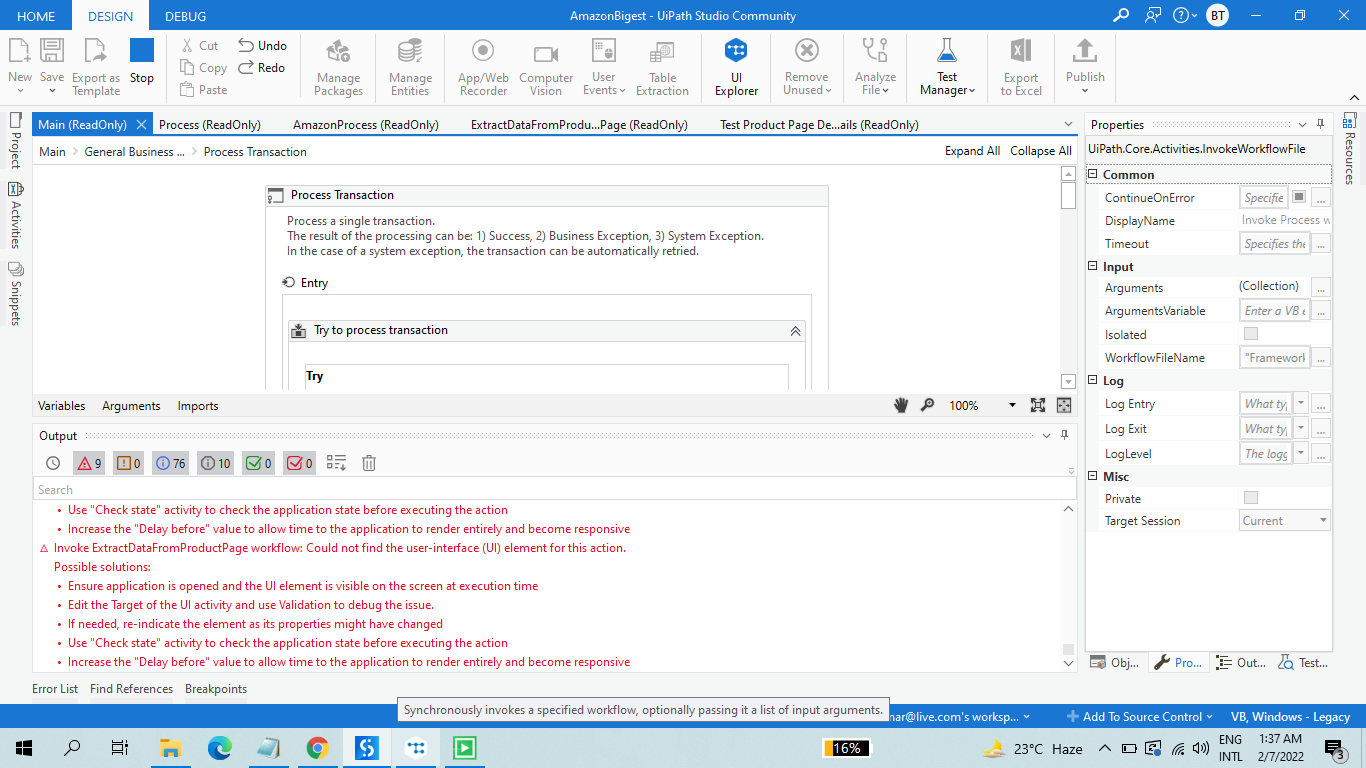 HOME DESIGN DEBUG AmazonBigest - UiPath Studio Community BT
New Save Export as Template Stop
Cut Copy Paste Undo Redo
Manage Packages
Manage Entities
App/Web Recorder
Computer Vision
User Events
Table Extraction
UI Explorer
Remove Unused
Analyze File
Test Manager
Export to Excel
Publish
Main (ReadOnly) Process (ReadOnly) AmazonProcess (ReadOnly) ExtractDataFromProdu...Page (ReadOnly) Test Product Page De...ails (ReadOnly)
Main General Business ... Process Transaction Expand All Collapse All
Project
Activities
Snippets
Process Transaction
Process a single transaction.
The result of the processing can be: 1) Success, 2) Business Exception, 3) System Exception.
In the case of a system exception, the transaction can be automatically retried.
Entry
Try to process transaction
Try
Variables Arguments Imports 100%
Output
9 0 76 10 0 0
Search
• Use "Check state" activity to check the application state before executing the action
• Increase the "Delay before" value to allow time to the application to render entirely and become responsive
Invoke ExtractDataFromProductPage workflow: Could not find the user-interface (UI) element for this action.
Possible solutions:
• Ensure application is opened and the UI element is visible on the screen at execution time
• Edit the Target of the UI activity and use Validation to debug the issue.
• If needed, re-indicate the element as its properties might have changed
• Use "Check state" activity to check the application state before executing the action
• Increase the "Delay before" value to allow time to the application to render entirely and become responsive
Error List Find References Breakpoints
Properties
UiPath.Core.Activities.InvokeWorkflowFile
Common
ContinueOnError Specifie ...
DisplayName Invoke Process w
Timeout Specifies the ...
Input
Arguments (Collection) ...
ArgumentsVariable Enter a VB e ...
Isolated
WorkflowFileName "Framework ...
Log
Log Entry What ty ...
Log Exit What ty ...
LogLevel The logg ...
Misc
Private
Target Session Current
Obj... Pro... Out... Test...
Resources
Synchronously invokes a specified workflow, optionally passing it a list of input arguments.
nar@live.com's worksp... Add To Source Control VB, Windows - Legacy
16% 23°C Haze ENG INTL 1:37 AM 2/7/2022 3